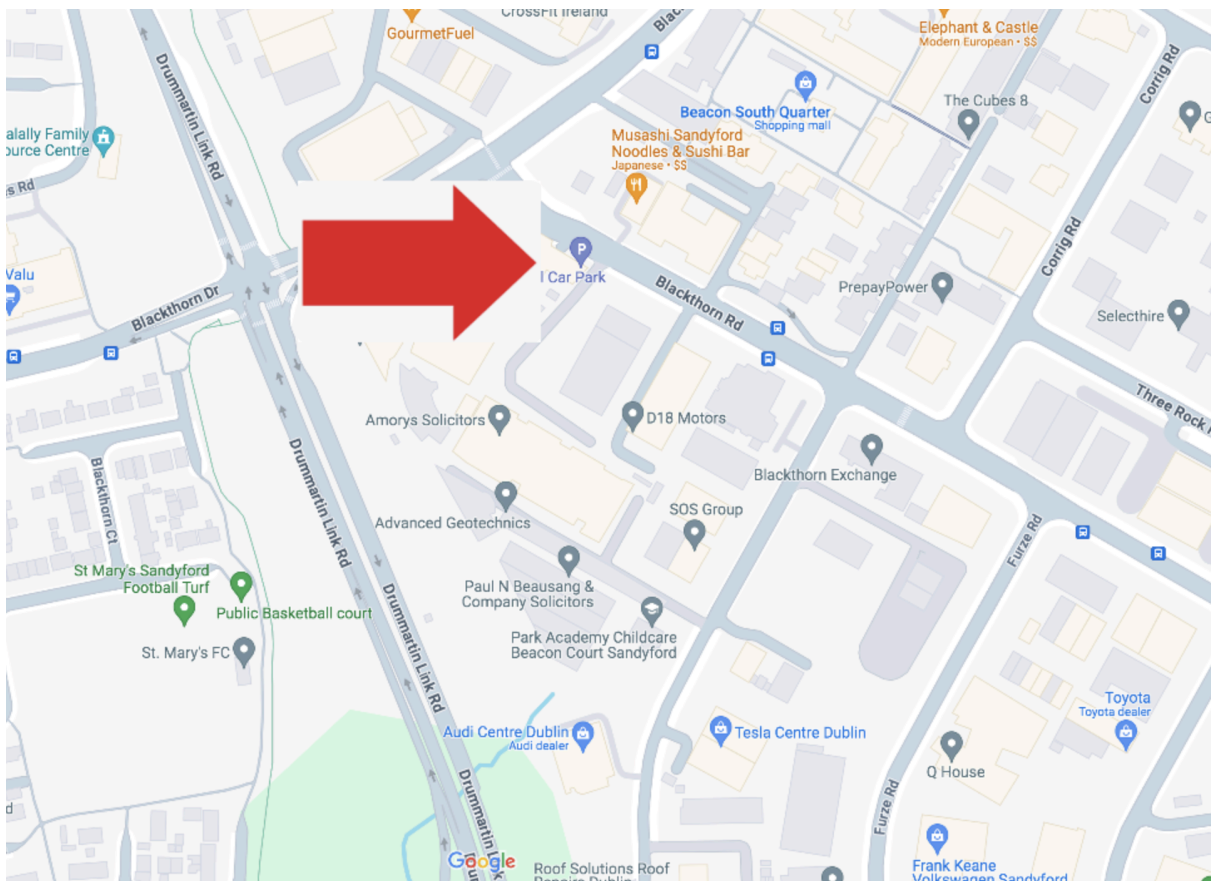 CrossFit Ireland
GourmetFuel
Elephant & Castle
Modern European • $$
Drummartin Link Rd
Corrig Rd
Beacon South Quarter
Shopping mall
The Cubes 8
Musashi Sandyford
Noodles & Sushi Bar
Japanese • $$
alally Family
ource Centre
s Rd
P
l Car Park
Valu
Blackthorn Dr
Blackthorn Rd
Corrig Rd
PrepayPower
Selecthire
Three Rock
Amorys Solicitors
D18 Motors
Blackthorn Exchange
Drummartin Link Rd
Blackthorn Ct
Advanced Geotechnics
SOS Group
Furze Rd
St Mary's Sandyford
Football Turf
Public Basketball court
Paul N Beausang &
Company Solicitors
Drummartin Link Rd
St. Mary's FC
Park Academy Childcare
Beacon Court Sandyford
Toyota
Toyota dealer
Audi Centre Dublin
Audi dealer
Tesla Centre Dublin
Q House
Drummartin Link
Furze Rd
Google
Roof Solutions Roof
Repairs Dublin
Frank Keane
Volkswagen Sandyford